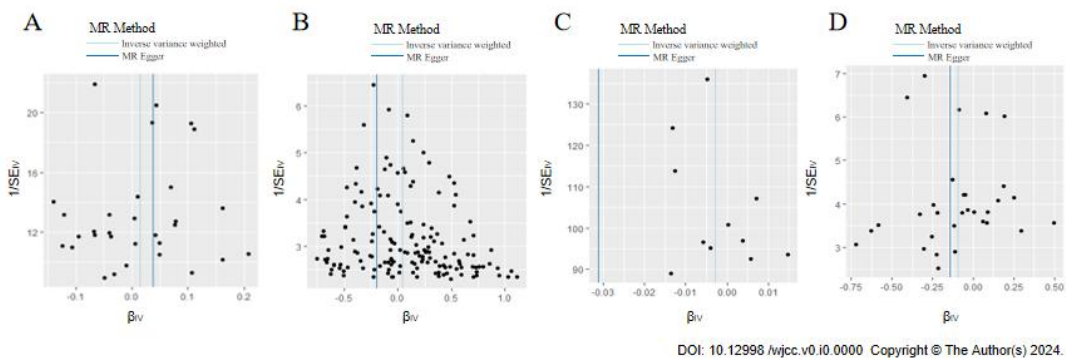 A
MR Method
Inverse variance weighted
MR Egger
1/SEIV
20
16
12
-0.1
0.0
0.1
0.2
βIV
B
MR Method
Inverse variance weighted
MR Egger
1/SEIV
6
5
4
3
-0.5
0.0
0.5
1.0
βIV
C
MR Method
Inverse variance weighted
MR Egger
1/SEIV
130
120
110
100
90
-0.03
-0.02
-0.01
0.00
0.01
βIV
D
MR Method
Inverse variance weighted
MR Egger
1/SEIV
7
6
5
4
3
-0.75
-0.50
-0.25
0.00
0.25
0.50
βIV
DOI: 10.12998 /wjcc.v0.i0.0000 Copyright © The Author(s) 2024.